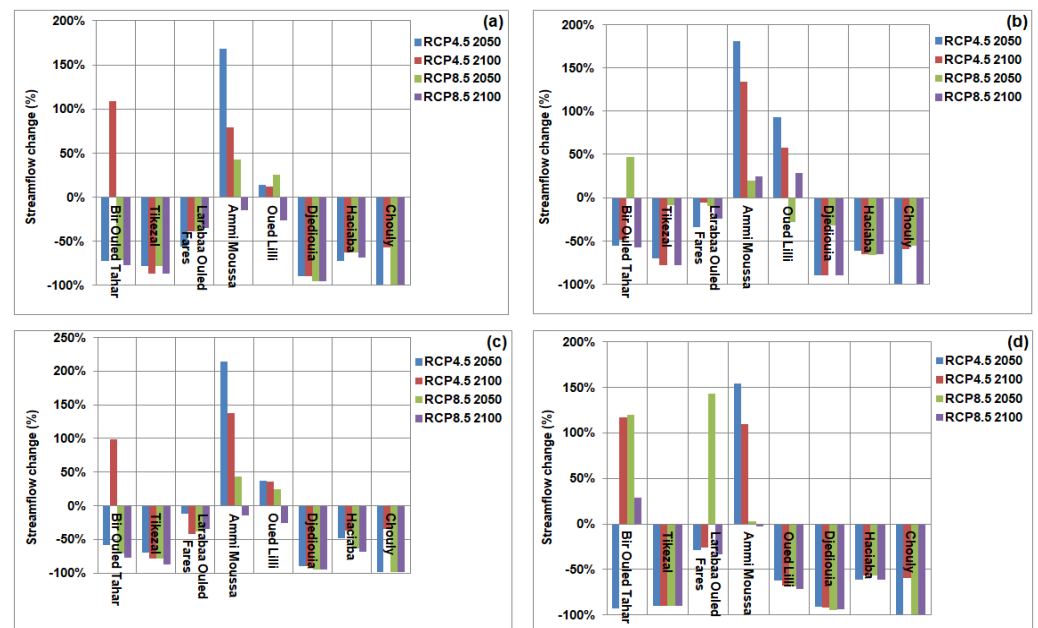 (a)
Streamflow change (%)
200%
150%
100%
50%
0%
-50%
-100%
Bir Ouled Tahar
Tikezal
Larabaa Ouled
Fares
Ammi Moussa
Oued Lilli
Djediouia
Haciaba
Chouly
RCP4.5 2050
RCP4.5 2100
RCP8.5 2050
RCP8.5 2100
(b)
Streamflow change (%)
200%
150%
100%
50%
0%
-50%
-100%
Bir Ouled Tahar
Tikezal
Larabaa Ouled
Fares
Ammi Moussa
Oued Lilli
Djediouia
Haciaba
Chouly
RCP4.5 2050
RCP4.5 2100
RCP8.5 2050
RCP8.5 2100
(c)
Streamflow change (%)
250%
200%
150%
100%
50%
0%
-50%
-100%
Bir Ouled Tahar
Tikezal
Larabaa Ouled
Fares
Ammi Moussa
Oued Lilli
Djediouia
Haciaba
Chouly
RCP4.5 2050
RCP4.5 2100
RCP8.5 2050
RCP8.5 2100
(d)
Streamflow change (%)
200%
150%
100%
50%
0%
-50%
-100%
Bir Ouled Tahar
Tikezal
Larabaa Ouled
Fares
Ammi Moussa
Oued Lilli
Djediouia
Haciaba
Chouly
RCP4.5 2050
RCP4.5 2100
RCP8.5 2050
RCP8.5 2100